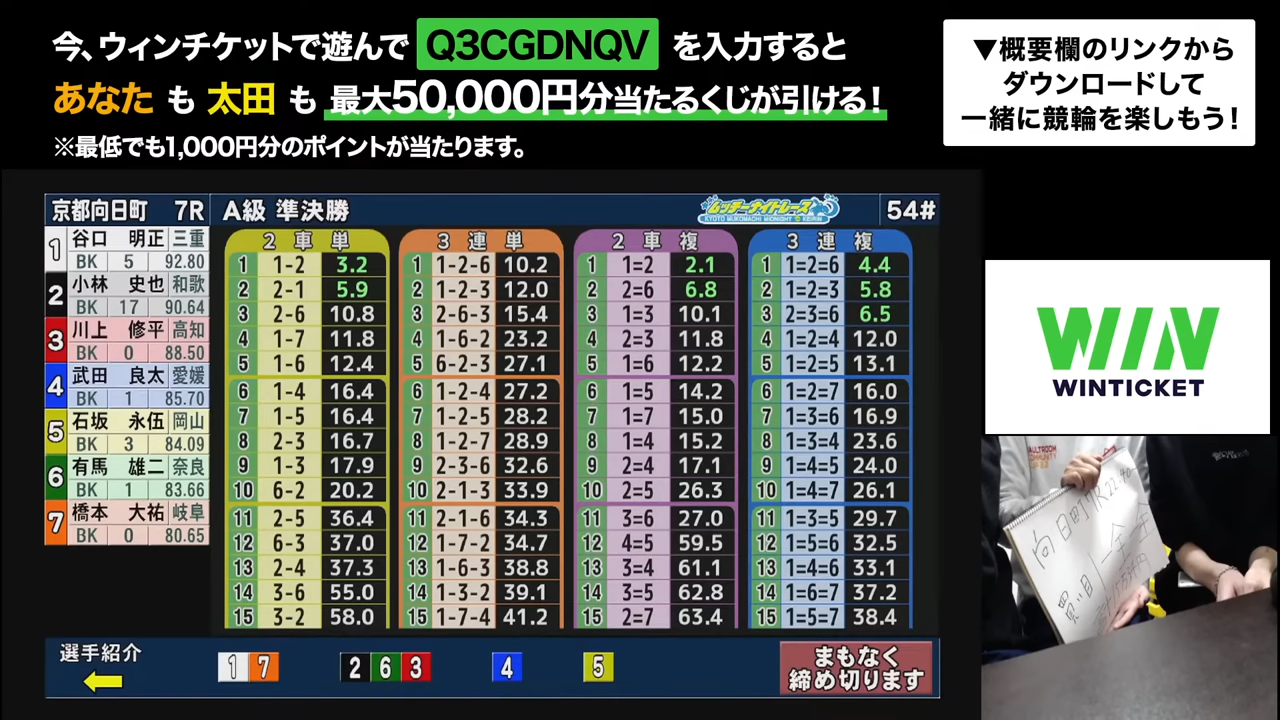 今、ウィンチケットで遊んで Q3CGDNQV を入力すると
あなた も 太田 も 最大50,000円分当たるくじが引ける!
※最低でも1,000円分のポイントが当たります。
▼概要欄のリンクから
ダウンロードして
一緒に競輪を楽しもう!
京都向日町 7R A級 準決勝 ムッチーナイトレース 54#
KYOTO MUKOMACHI MIDNIGHT KEIRIN
1 谷口 明正 三重
BK 5 92.80
2 小林 史也 和歌
BK 17 90.64
3 川上 修平 高知
BK 0 88.50
4 武田 良太 愛媛
BK 1 85.70
5 石坂 永伍 岡山
BK 3 84.09
6 有馬 雄二 奈良
BK 1 83.66
7 橋本 大祐 岐阜
BK 0 80.65
2車単
1 1-2 3.2
2 2-1 5.9
3 2-6 10.8
4 1-7 11.8
5 1-6 12.4
6 1-4 16.4
7 1-5 16.4
8 2-3 16.7
9 1-3 17.9
10 6-2 20.2
11 2-5 36.4
12 6-3 37.0
13 2-4 37.3
14 3-6 55.0
15 3-2 58.0
3連単
1 1-2-6 10.2
2 1-2-3 12.0
3 2-6-3 15.4
4 1-6-2 23.2
5 6-2-3 27.1
6 1-2-4 27.2
7 1-2-5 28.2
8 1-2-7 28.9
9 2-3-6 32.6
10 2-1-3 33.9
11 2-1-6 34.3
12 1-7-2 34.7
13 1-6-3 38.8
14 1-3-2 39.1
15 1-7-4 41.2
2車複
1 1=2 2.1
2 2=6 6.8
3 1=3 10.1
4 2=3 11.8
5 1=6 12.2
6 1=5 14.2
7 1=7 15.0
8 1=4 15.2
9 2=4 17.1
10 2=5 26.3
11 3=6 27.0
12 4=5 59.5
13 3=4 61.1
14 3=5 62.8
15 2=7 63.4
3連複
1 1=2=6 4.4
2 1=2=3 5.8
3 2=3=6 6.5
4 1=2=4 12.0
5 1=2=5 13.1
6 1=2=7 16.0
7 1=3=6 16.9
8 1=3=4 23.6
9 1=4=5 24.0
10 1=4=7 26.1
11 1=3=5 29.7
12 1=5=6 32.5
13 1=4=6 33.1
14 1=6=7 37.2
15 1=5=7 38.4
選手紹介
1 7 2 6 3 4 5
まもなく
締め切ります
WIN
WINTICKET
向日町
買い目 1-全-全